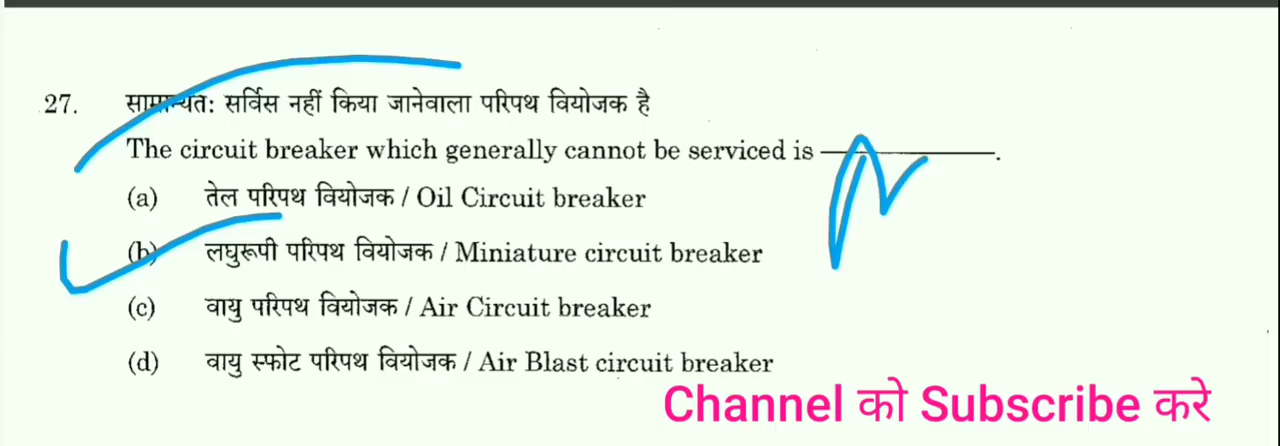 27. सामान्यत: सर्विस नहीं किया जानेवाला परिपथ वियोजक है
The circuit breaker which generally cannot be serviced is ____________.
(a) तेल परिपथ वियोजक / Oil Circuit breaker
(b) लघुरूपी परिपथ वियोजक / Miniature circuit breaker
(c) वायु परिपथ वियोजक / Air Circuit breaker
(d) वायु स्फोट परिपथ वियोजक / Air Blast circuit breaker
Channel को Subscribe करे